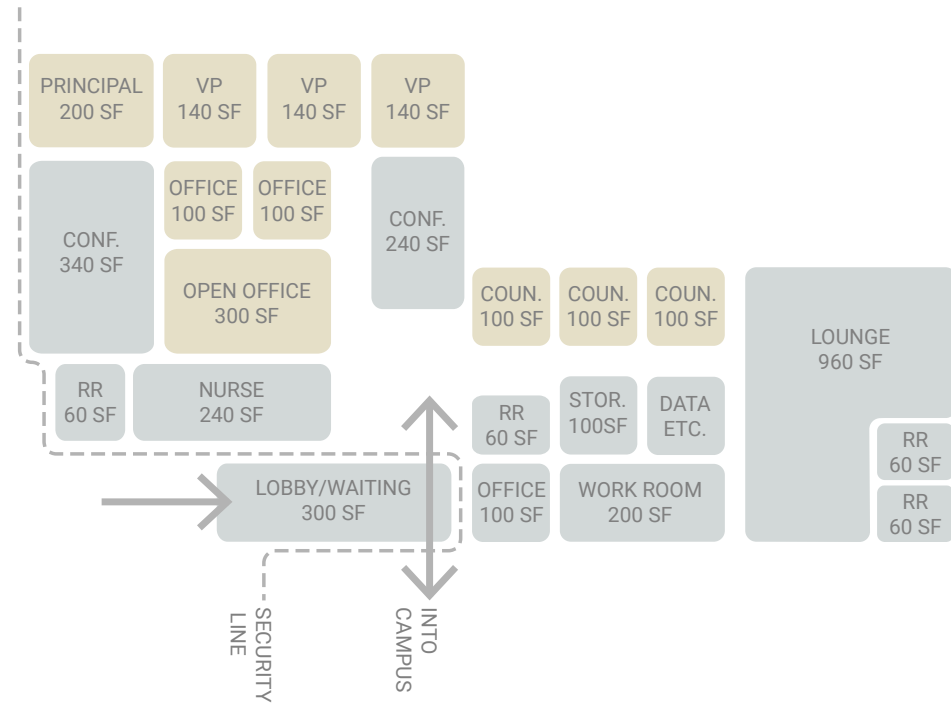 PRINCIPAL
200 SF
VP
140 SF
VP
140 SF
VP
140 SF
OFFICE
100 SF
OFFICE
100 SF
CONF.
340 SF
CONF.
240 SF
OPEN OFFICE
300 SF
COUN.
100 SF
COUN.
100 SF
COUN.
100 SF
LOUNGE
960 SF
RR
60 SF
NURSE
240 SF
RR
60 SF
STOR.
100SF
DATA
ETC.
RR
60 SF
LOBBY/WAITING
300 SF
OFFICE
100 SF
WORK ROOM
200 SF
RR
60 SF
SECURITY
LINE
INTO
CAMPUS